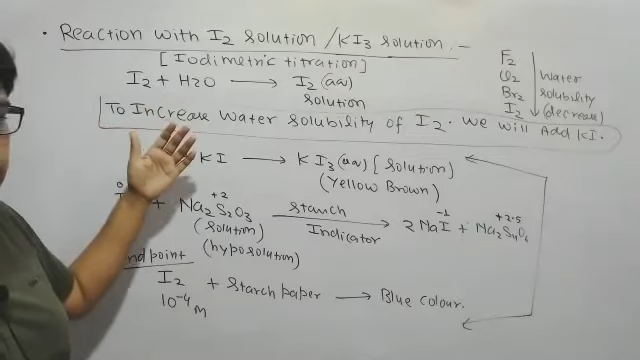 • Reaction with I2 solution / KI3 solution. –
[Iodimetric titration]
I2 + H2O ⟶ I2 (aq)
solution
F2
Cl2
Br2
I2
water
solubility
(decrease)
To Increase water solubility of I2. We will Add KI.
KI ⟶ KI3 (aq) [solution]
(Yellow Brown)
0 +2 -1 +2.5
+ Na2S2O3 ⟶ 2NaI + Na2S4O6
starch
Indicator
(solution)
(hyposolution)
ndpoint
I2 + starch paper ⟶ Blue colour.
10^-4 M